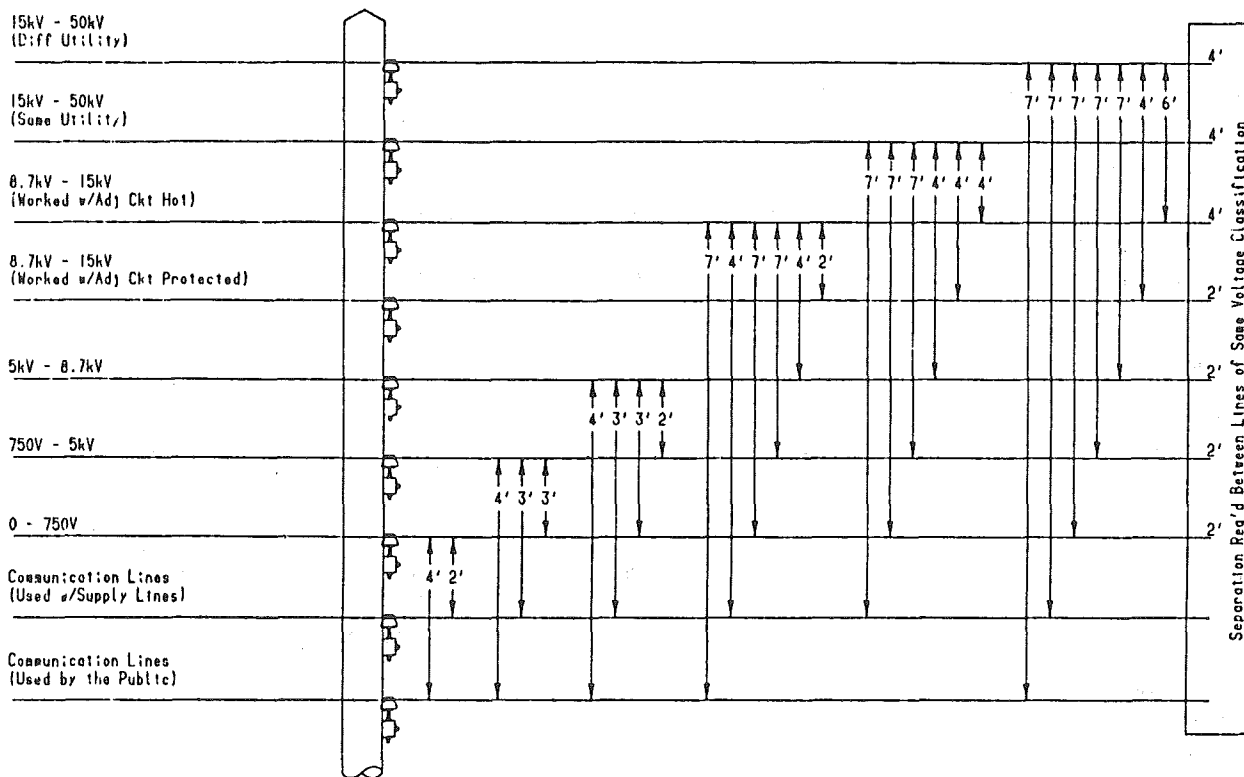 15kV - 50kV
(Diff Utility)
4'
7' 7' 7' 7' 7' 4' 6'
15kV - 50kV
(Same Utility)
4'
7' 7' 7' 4' 4' 4'
8.7kV - 15kV
(Worked w/Adj Ckt Hot)
4'
7' 4' 7' 7' 4' 2'
8.7kV - 15kV
(Worked w/Adj Ckt Protected)
2'
5kV - 8.7kV
2'
4' 3' 3' 2'
750V - 5kV
2'
4' 3' 3'
0 - 750V
2'
4' 2'
Communication Lines
(Used w/Supply Lines)
Communication Lines
(Used by the Public)
Separation Req'd Between Lines of Same Voltage Classification